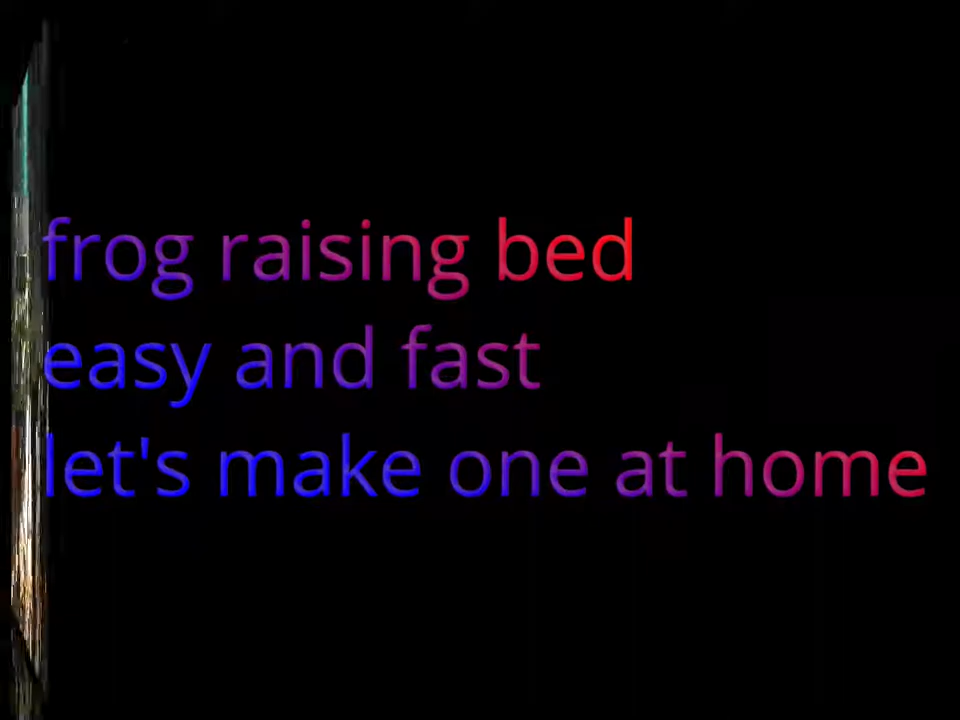 frog raising bed
easy and fast
let's make one at home